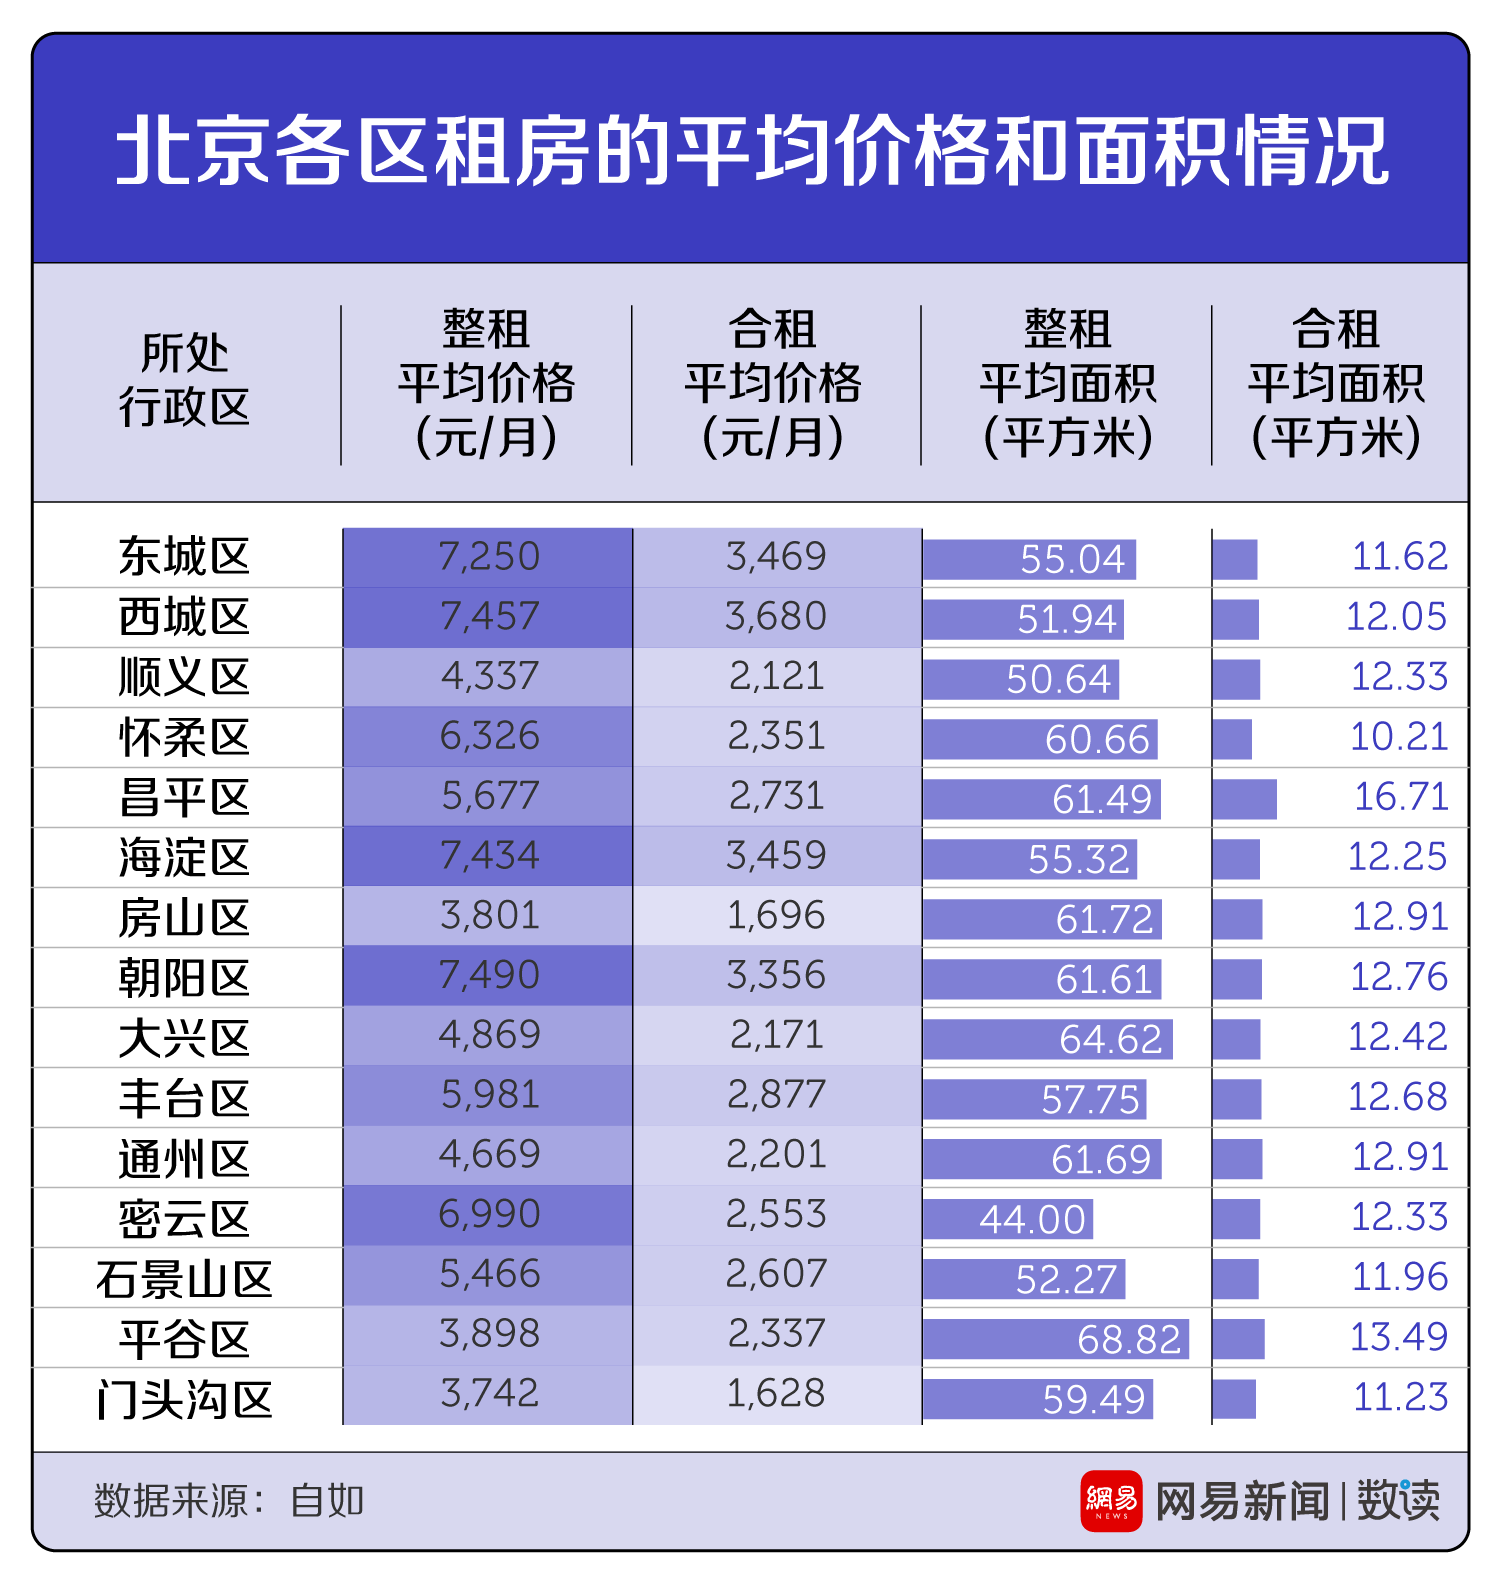 北京各区租房的平均价格和面积情况
所处行政区 整租平均价格(元/月) 合租平均价格(元/月) 整租平均面积(平方米) 合租平均面积(平方米)
东城区 7,250 3,469 55.04 11.62
西城区 7,457 3,680 51.94 12.05
顺义区 4,337 2,121 50.64 12.33
怀柔区 6,326 2,351 60.66 10.21
昌平区 5,677 2,731 61.49 16.71
海淀区 7,434 3,459 55.32 12.25
房山区 3,801 1,696 61.72 12.91
朝阳区 7,490 3,356 61.61 12.76
大兴区 4,869 2,171 64.62 12.42
丰台区 5,981 2,877 57.75 12.68
通州区 4,669 2,201 61.69 12.91
密云区 6,990 2,553 44.00 12.33
石景山区 5,466 2,607 52.27 11.96
平谷区 3,898 2,337 68.82 13.49
门头沟区 3,742 1,628 59.49 11.23
数据来源：自如
網易 NEWS 网易新闻 | 数读